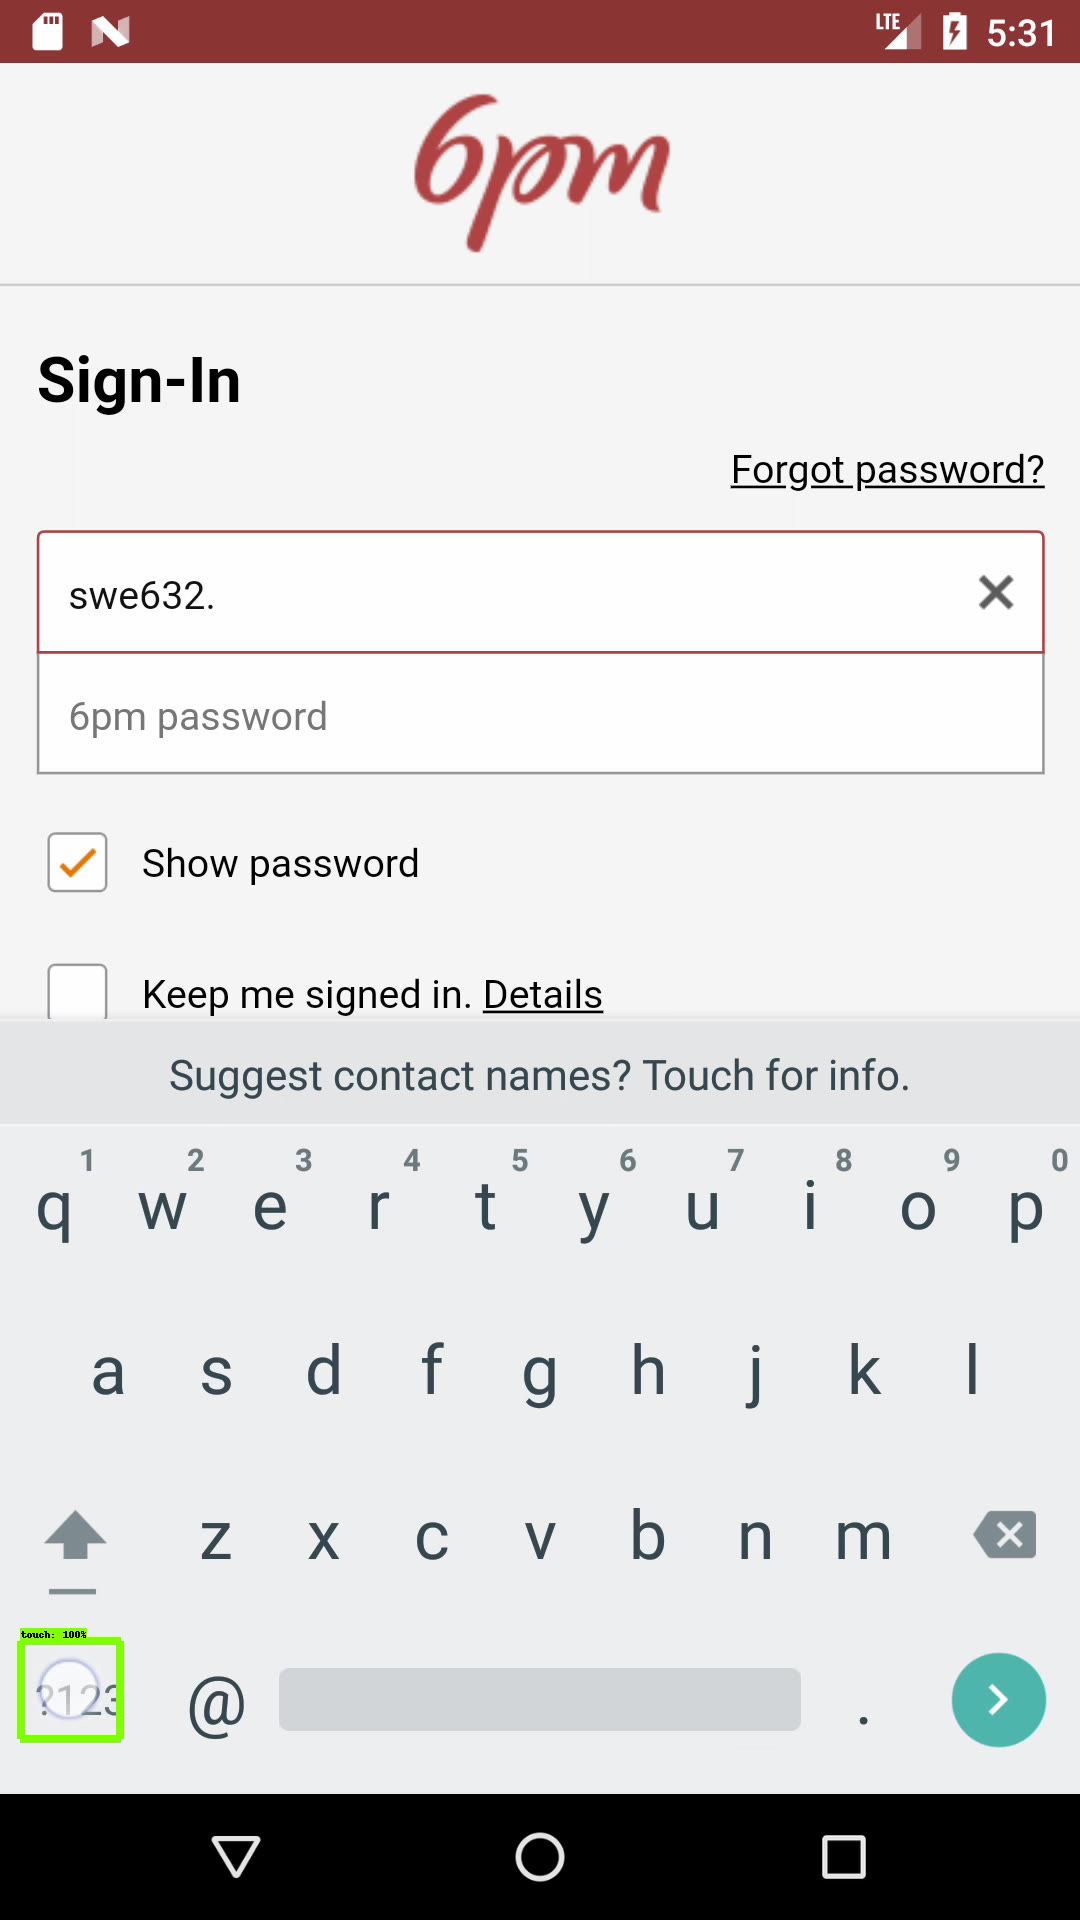 LTE 5:31
6pm
Sign-In
Forgot password?
swe632.
6pm password
Show password
Keep me signed in. Details
Suggest contact names? Touch for info.
1 2 3 4 5 6 7 8 9 0
q w e r t y u i o p
a s d f g h j k l
z x c v b n m
touch: 100%
?123 @ .